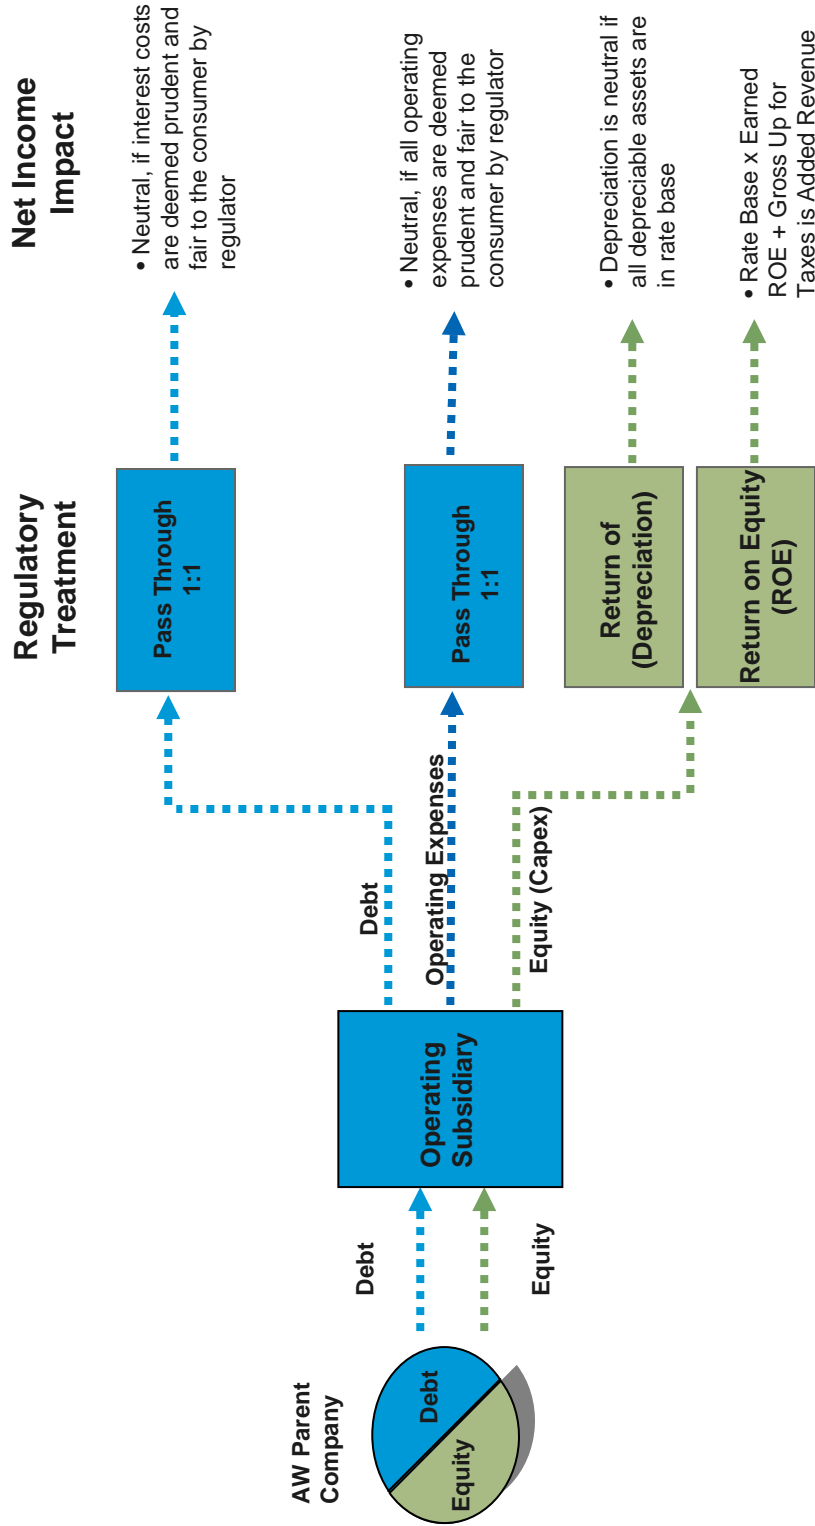 AW Parent
Company
Equity
Debt
Debt
Equity
Operating
Subsidiary
Debt
Operating Expenses
Equity (Capex)
Regulatory
Treatment
Pass Through
1:1
Pass Through
1:1
Return of
(Depreciation)
Return on Equity
(ROE)
Net Income
Impact
• Neutral, if interest costs
are deemed prudent and
fair to the consumer by
regulator
• Neutral, if all operating
expenses are deemed
prudent and fair to the
consumer by regulator
• Depreciation is neutral if
all depreciable assets are
in rate base
• Rate Base x Earned
ROE + Gross Up for
Taxes is Added Revenue